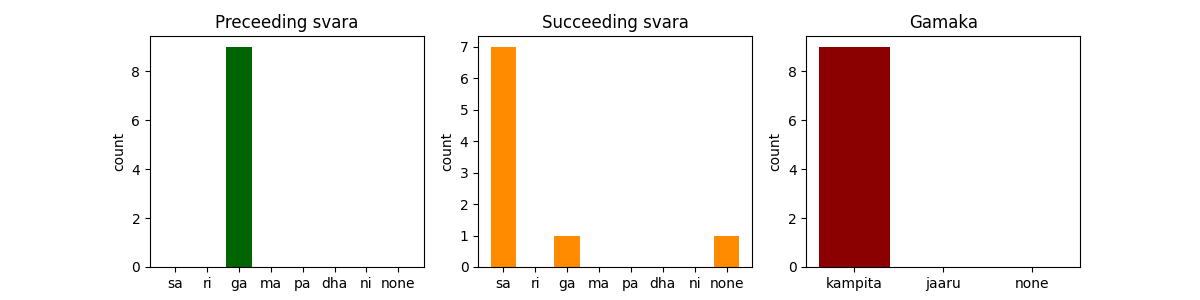 Preceeding svara
count
8
6
4
2
0
sa ri ga ma pa dha ni none
Succeeding svara
count
7
6
5
4
3
2
1
0
sa ri ga ma pa dha ni none
Gamaka
count
8
6
4
2
0
kampita jaaru none